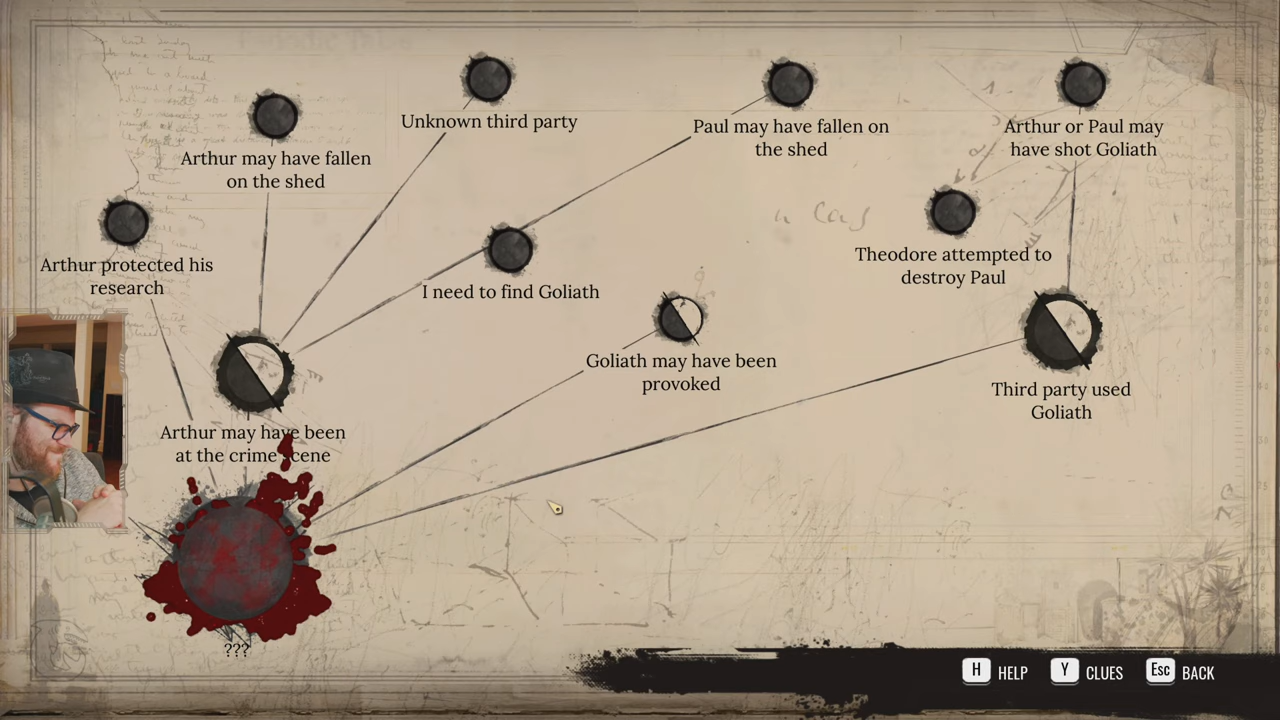 Unknown third party
Paul may have fallen on
the shed
Arthur or Paul may
have shot Goliath
Arthur may have fallen
on the shed
Arthur protected his
research
I need to find Goliath
Theodore attempted to
destroy Paul
Goliath may have been
provoked
Third party used
Goliath
Arthur may have been
at the crime scene
???
H HELP Y CLUES Esc BACK